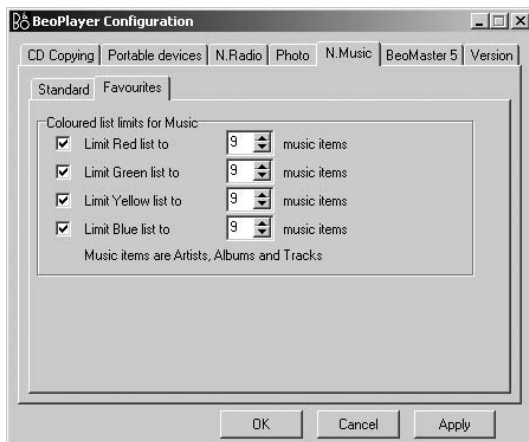 BeoPlayer Configuration
CD Copying Portable devices N.Radio Photo N.Music BeoMaster 5 Version
Standard Favourites
Coloured list limits for Music
Limit Red list to 9 music items
Limit Green list to 9 music items
Limit Yellow list to 9 music items
Limit Blue list to 9 music items
Music items are Artists, Albums and Tracks
OK Cancel Apply